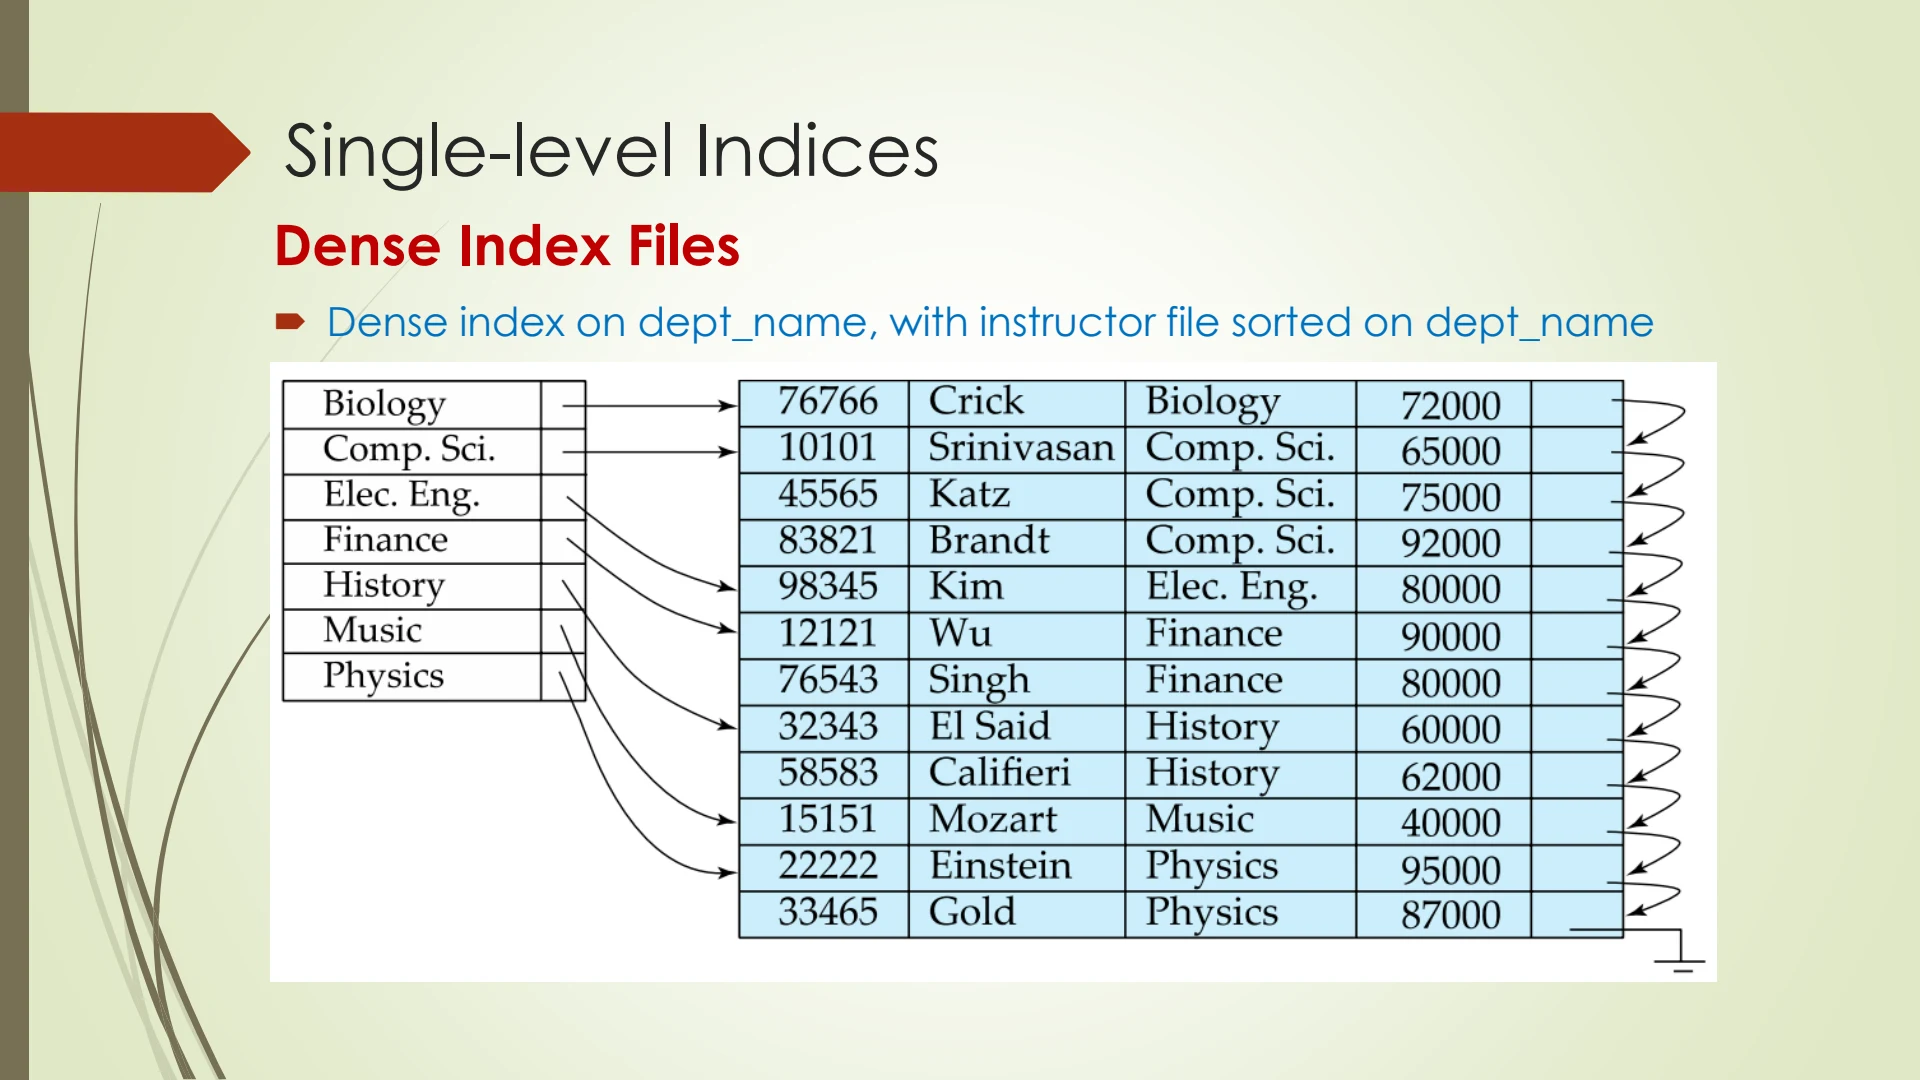 Single-level Indices
Dense Index Files
Dense index on dept_name, with instructor file sorted on dept_name
Biology
Comp. Sci.
Elec. Eng.
Finance
History
Music
Physics
76766 Crick Biology 72000
10101 Srinivasan Comp. Sci. 65000
45565 Katz Comp. Sci. 75000
83821 Brandt Comp. Sci. 92000
98345 Kim Elec. Eng. 80000
12121 Wu Finance 90000
76543 Singh Finance 80000
32343 El Said History 60000
58583 Califieri History 62000
15151 Mozart Music 40000
22222 Einstein Physics 95000
33465 Gold Physics 87000